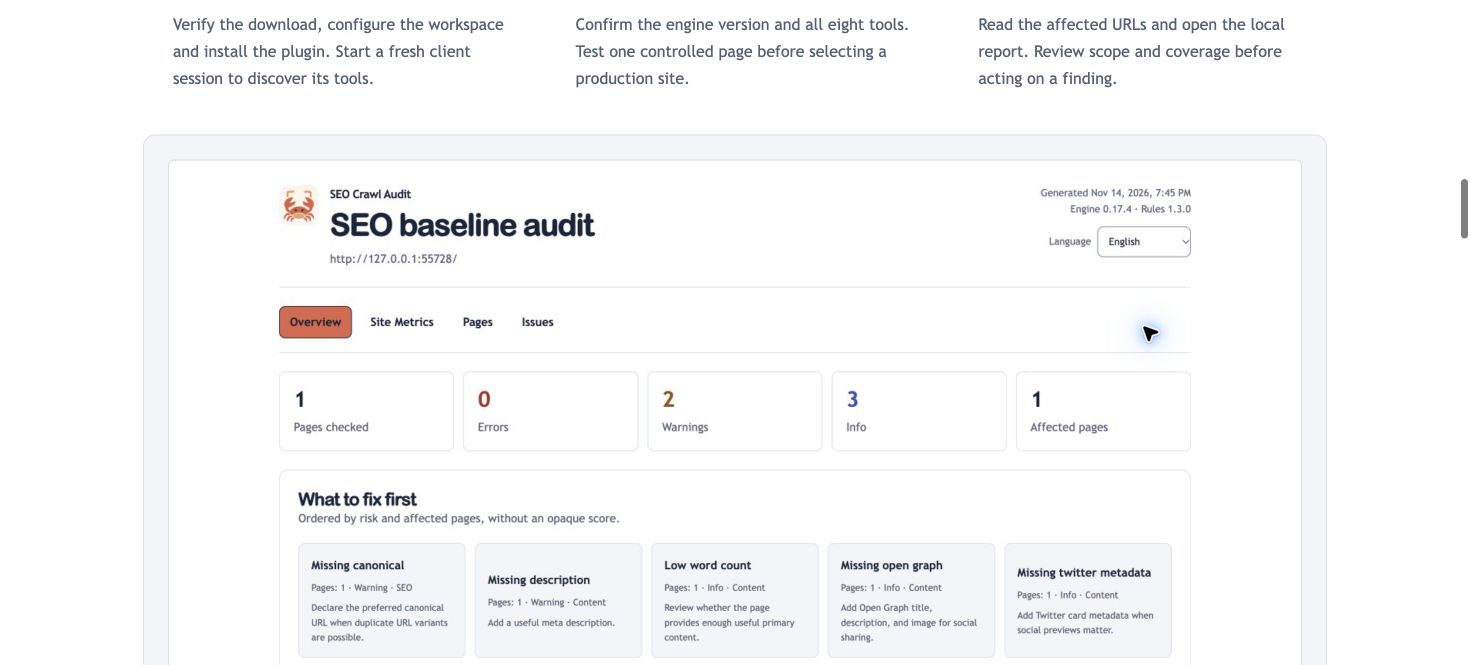 Verify the download, configure the workspace
and install the plugin. Start a fresh client
session to discover its tools.
Confirm the engine version and all eight tools.
Test one controlled page before selecting a
production site.
Read the affected URLs and open the local
report. Review scope and coverage before
acting on a finding.
SEO Crawl Audit
SEO baseline audit
http://127.0.0.1:55728/
Generated Nov 14, 2026, 7:45 PM
Engine 0.17.4 · Rules 1.3.0
Language English
Overview Site Metrics Pages Issues
1
Pages checked
0
Errors
2
Warnings
3
Info
1
Affected pages
What to fix first
Ordered by risk and affected pages, without an opaque score.
Missing canonical
Pages: 1 · Warning · SEO
Declare the preferred canonical
URL when duplicate URL variants
are possible.
Missing description
Pages: 1 · Warning · Content
Add a useful meta description.
Low word count
Pages: 1 · Info · Content
Review whether the page
provides enough useful primary
content.
Missing open graph
Pages: 1 · Info · Content
Add Open Graph title,
description, and image for social
sharing.
Missing twitter metadata
Pages: 1 · Info · Content
Add Twitter card metadata when
social previews matter.